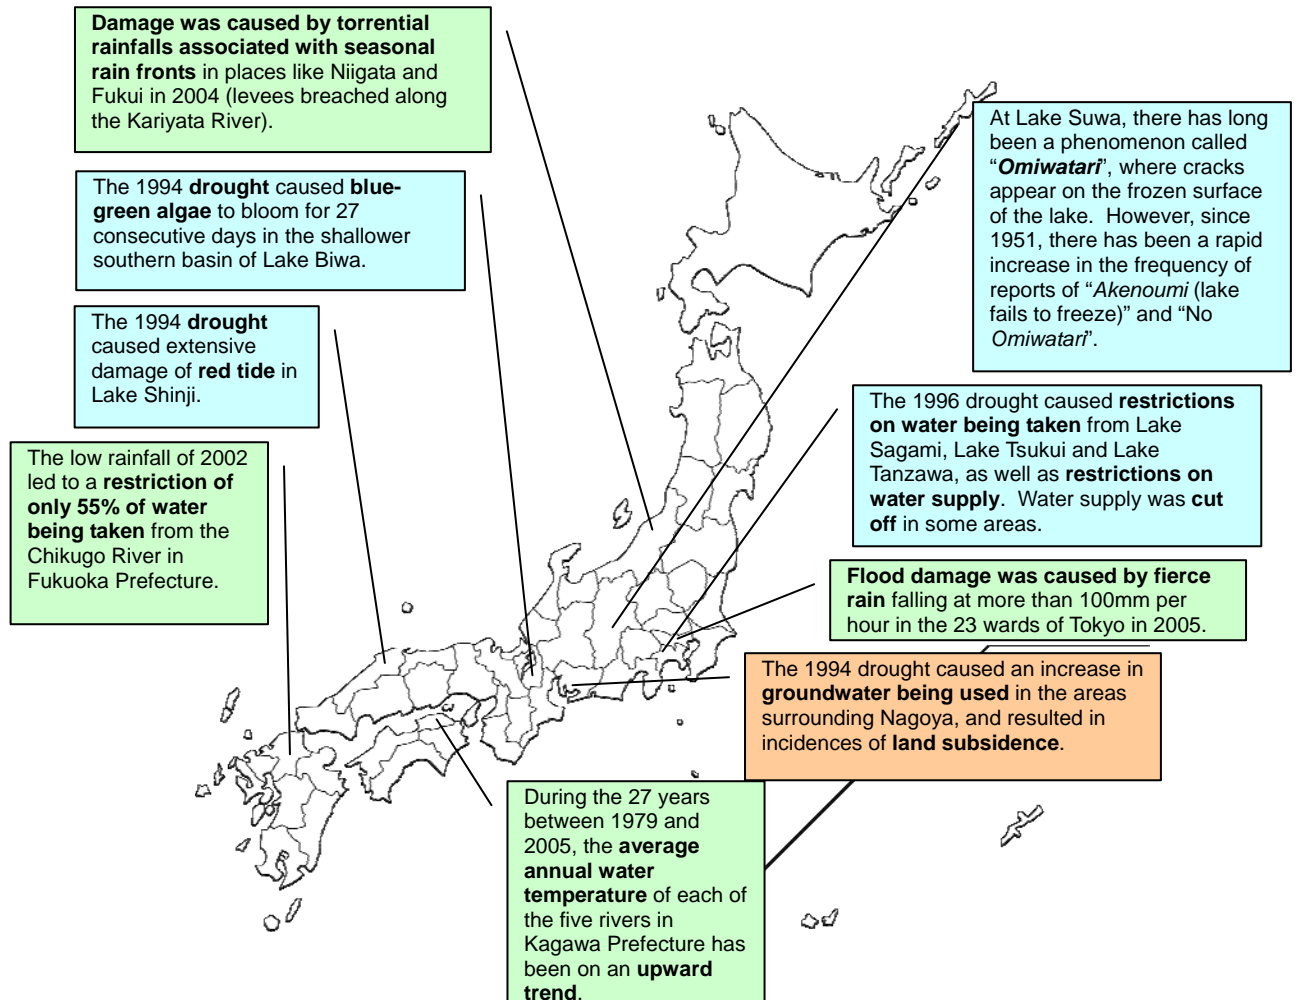 Damage was caused by torrential
rainfalls associated with seasonal
rain fronts in places like Niigata and
Fukui in 2004 (levees breached along
the Kariyata River).
The 1994 drought caused blue-
green algae to bloom for 27
consecutive days in the shallower
southern basin of Lake Biwa.
The 1994 drought
caused extensive
damage of red tide in
Lake Shinji.
The low rainfall of 2002
led to a restriction of
only 55% of water
being taken from the
Chikugo River in
Fukuoka Prefecture.
At Lake Suwa, there has long
been a phenomenon called
“Omiwatari”, where cracks
appear on the frozen surface
of the lake.  However, since
1951, there has been a rapid
increase in the frequency of
reports of “Akenoumi (lake
fails to freeze)” and “No
Omiwatari”.
The 1996 drought caused restrictions
on water being taken from Lake
Sagami, Lake Tsukui and Lake
Tanzawa, as well as restrictions on
water supply.  Water supply was cut
off in some areas.
Flood damage was caused by fierce
rain falling at more than 100mm per
hour in the 23 wards of Tokyo in 2005.
The 1994 drought caused an increase in
groundwater being used in the areas
surrounding Nagoya, and resulted in
incidences of land subsidence.
During the 27 years
between 1979 and
2005, the average
annual water
temperature of each of
the five rivers in
Kagawa Prefecture has
been on an upward
trend.